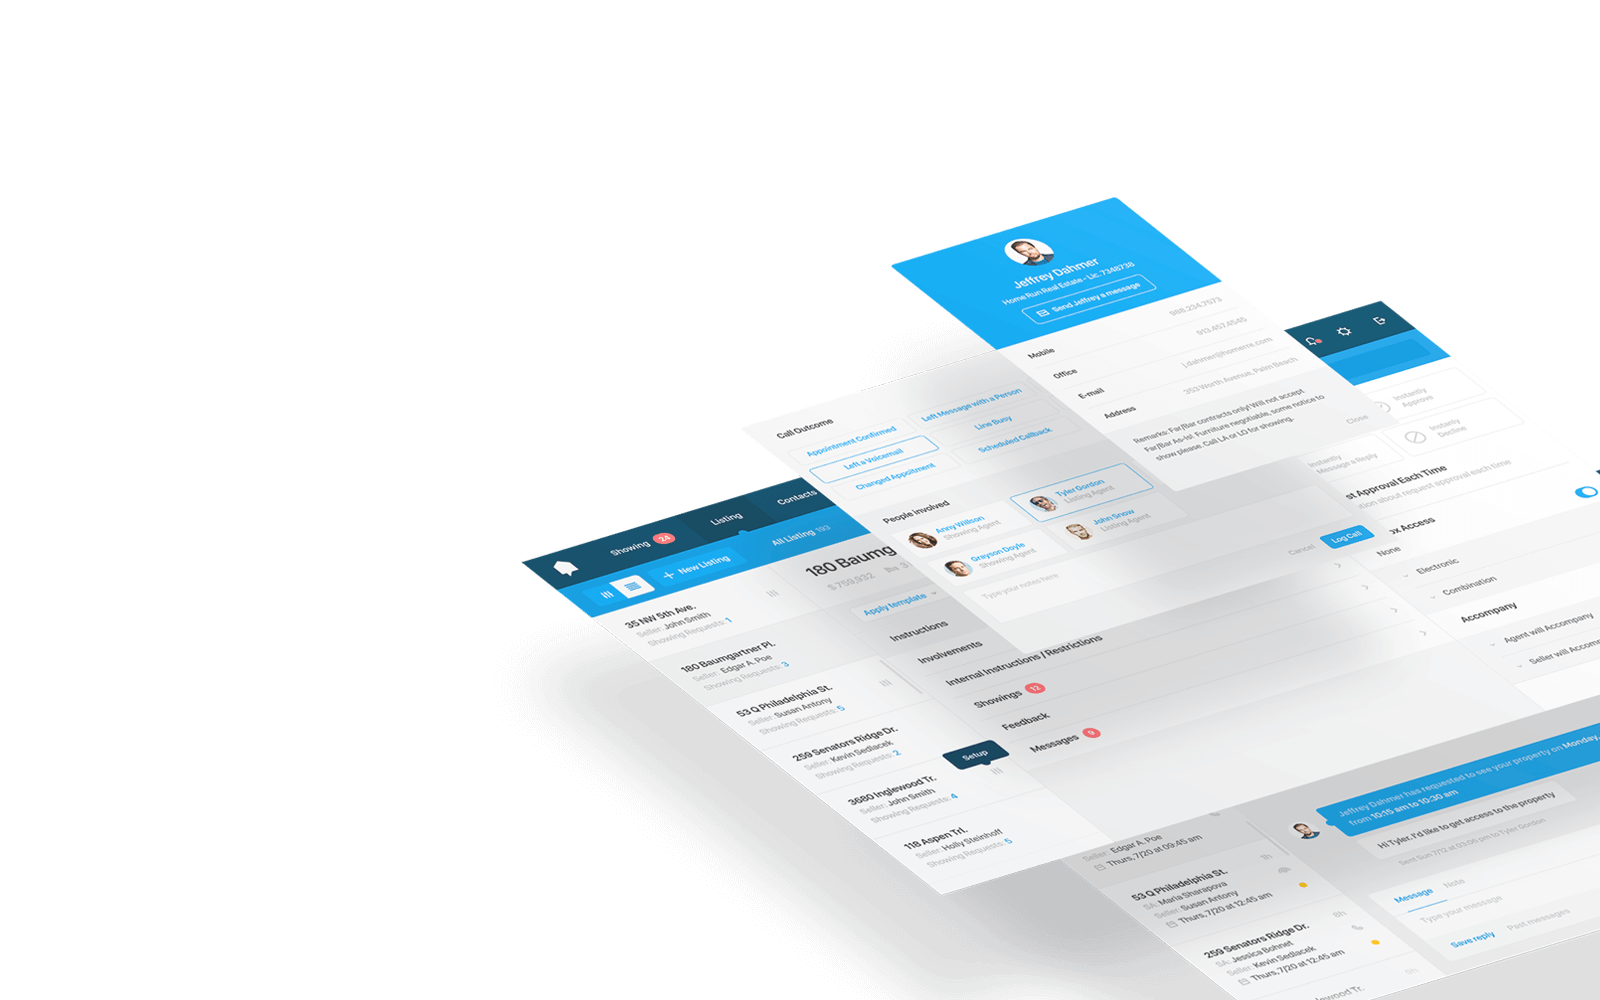 Jeffrey Dahmer
Home Run Real Estate - Lic. 7348738
Send Jeffrey a message
Mobile 988.234.7573
Office 913.457.4545
E-mail j.dahmer@homerre.com
Address 353 Worth Avenue, Palm Beach
Remarks: Far/Bar contracts only! Will not accept
Far/Bar As-Is!. Furniture negotiable, some notice to
show please. Call LA or LO for showing.
Close
Call Outcome
Appointment Confirmed
Left Message with a Person
Left a Voicemail
Line Busy
Changed Appoitment
Scheduled Callback
People involved
Anny Willson
Showing Agent
Tyler Gordon
Listing Agent
Grayson Doyle
Showing Agent
John Snow
Listing Agent
Type your notes here
Cancel
Log Call
Showing 24
Listing
Contacts
New Listing
All Listing 193
35 NW 5th Ave.
Seller: John Smith
Showing Requests: 1
180 Baumgartner Pl.
Seller: Edgar A. Poe
Showing Requests: 3
53 Q Philadelphia St.
Seller: Susan Antony
Showing Requests: 5
259 Senators Ridge Dr.
Seller: Kevin Sedlacek
Showing Requests: 2
3680 Inglewood Tr.
Seller: John Smith
Showing Requests: 4
118 Aspen Trl.
Seller: Holly Steinhoff
Showing Requests: 5
Setup
180 Baumg
$ 759,932
3
Apply template
Instructions
Involvements
Internal Instructions / Restrictions
Showings 12
Feedback
Messages 9
Instantly
Approve
Instantly
Decline
Instantly
Message a Reply
st Approval Each Time
tion about request approval each time
ox Access
None
Electronic
Combination
Accompany
Agent will Accompany
Seller will Accomp
Seller: Edgar A. Poe
Thurs, 7/20 at 09:45 am
53 Q Philadelphia St.
1h
SA: Maria Sharapova
Seller: Susan Antony
Thurs, 7/20 at 12:45 am
259 Senators Ridge Dr.
8h
SA: Jessica Bohnet
Seller: Kevin Sedlacek
Thurs, 7/20 at 12:45 am
Inglewood Tr.
Jeffrey Dahmer has requested to see your property on Monday,
from 10:15 am to 10:30 am
Hi Tyler. I'd like to get access to the property
Sent Sun 7/12 at 03:05 pm to Tyler Gordon
Message
Note
Type your message
Save reply
Past messages